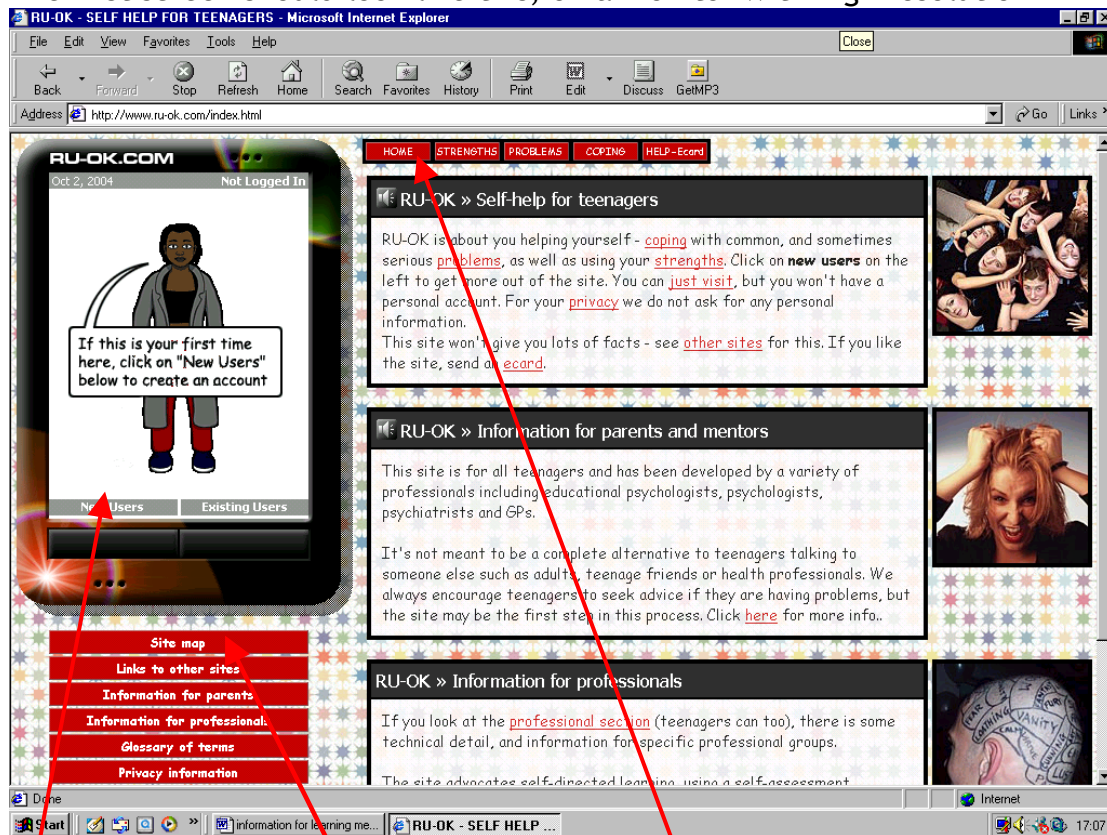 RU-OK - SELF HELP FOR TEENAGERS - Microsoft Internet Explorer
File Edit View Favorites Tools Help
Close
Back Forward Stop Refresh Home Search Favorites History Print Edit Discuss GetMP3
Address http://www.ru-ok.com/index.html Go Links
RU-OK.COM
Oct 2, 2004 Not Logged In
If this is your first time
here, click on "New Users"
below to create an account
New Users Existing Users
Site map
Links to other sites
Information for parents
Information for professionals
Glossary of terms
Privacy information
HOME STRENGTHS PROBLEMS COPING HELP-Ecard
RU-OK » Self-help for teenagers
RU-OK is about you helping yourself - coping with common, and sometimes
serious problems, as well as using your strengths. Click on new users on the
left to get more out of the site. You can just visit, but you won't have a
personal account. For your privacy we do not ask for any personal
information.
This site won't give you lots of facts - see other sites for this. If you like
the site, send an ecard.
RU-OK » Information for parents and mentors
This site is for all teenagers and has been developed by a variety of
professionals including educational psychologists, psychologists,
psychiatrists and GPs.
It's not meant to be a complete alternative to teenagers talking to
someone else such as adults, teenage friends or health professionals. We
always encourage teenagers to seek advice if they are having problems, but
the site may be the first step in this process. Click here for more info..
RU-OK » Information for professionals
If you look at the professional section (teenagers can too), there is some
technical detail, and information for specific professional groups.
The site advocates self-directed learning, using a self-assessment
VANITY
Done Internet
Start » information for learning me... RU-OK - SELF HELP ... 17:07